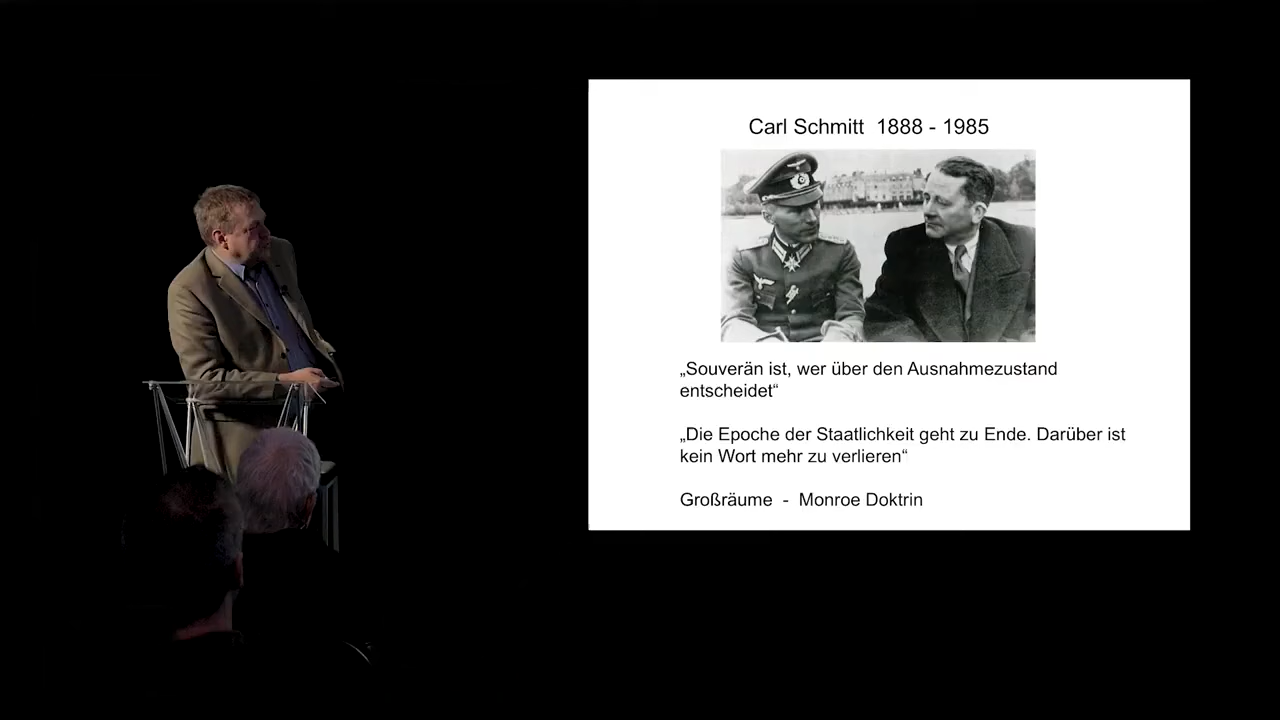 Carl Schmitt 1888 - 1985
„Souverän ist, wer über den Ausnahmezustand
entscheidet“
„Die Epoche der Staatlichkeit geht zu Ende. Darüber ist
kein Wort mehr zu verlieren“
Großräume - Monroe Doktrin